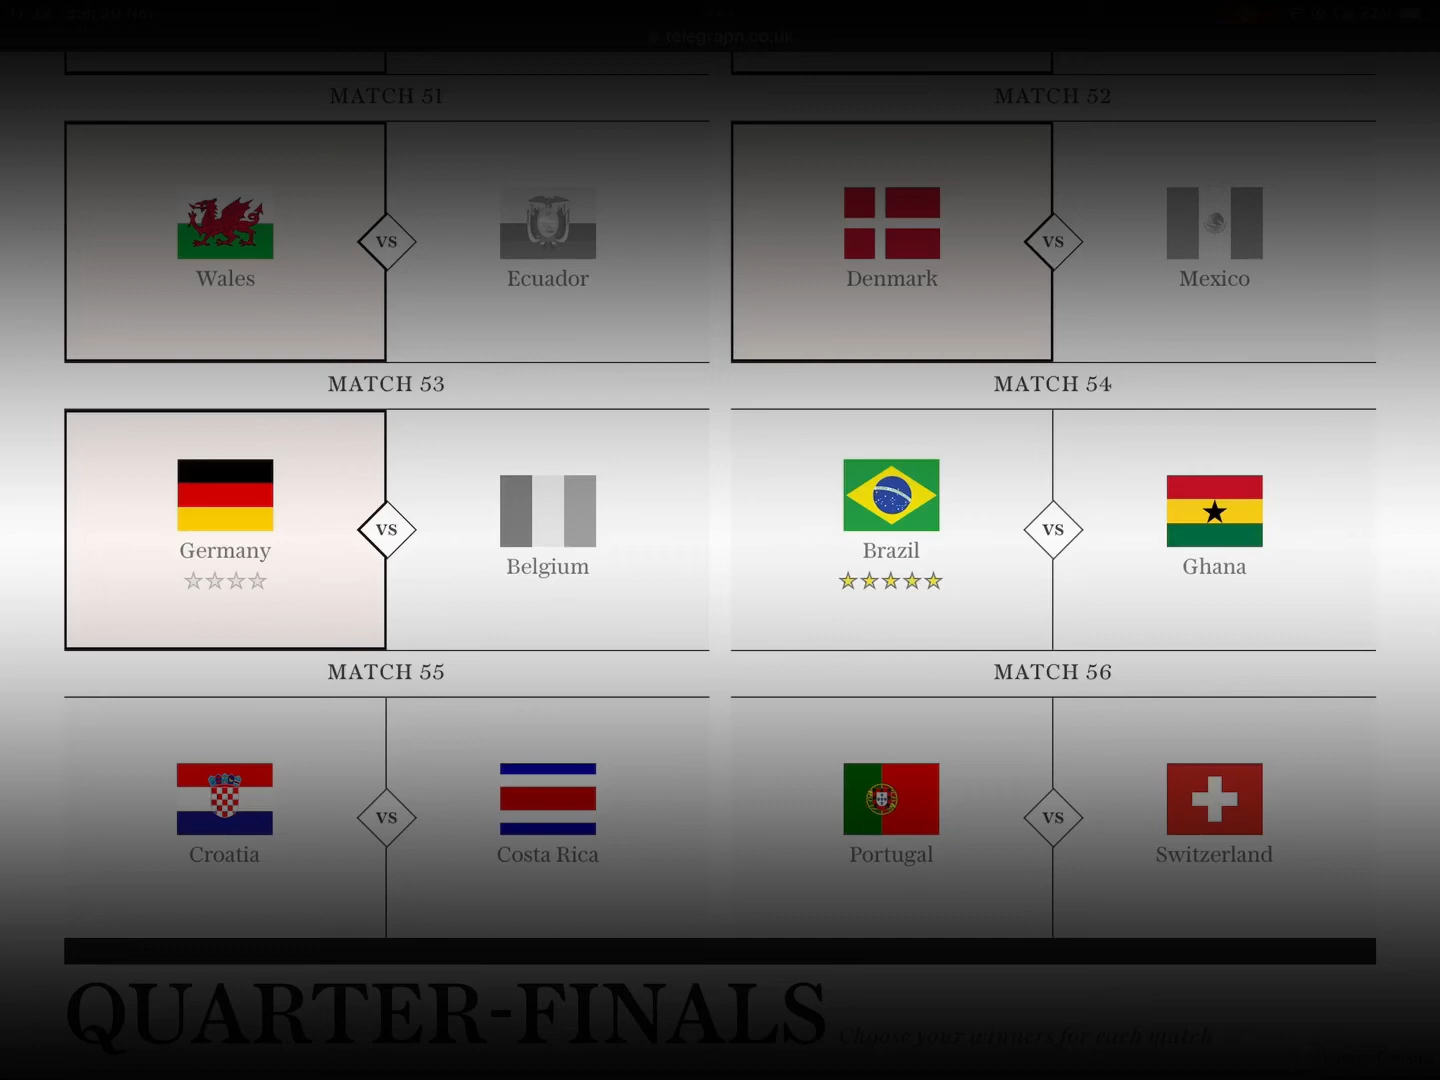 telegraph.co.uk
MATCH 51
MATCH 52
Wales
VS
Ecuador
Denmark
VS
Mexico
MATCH 53
MATCH 54
Germany
VS
Belgium
Brazil
VS
Ghana
MATCH 55
MATCH 56
Croatia
VS
Costa Rica
Portugal
VS
Switzerland
QUARTER-FINALS Choose your winners for each match